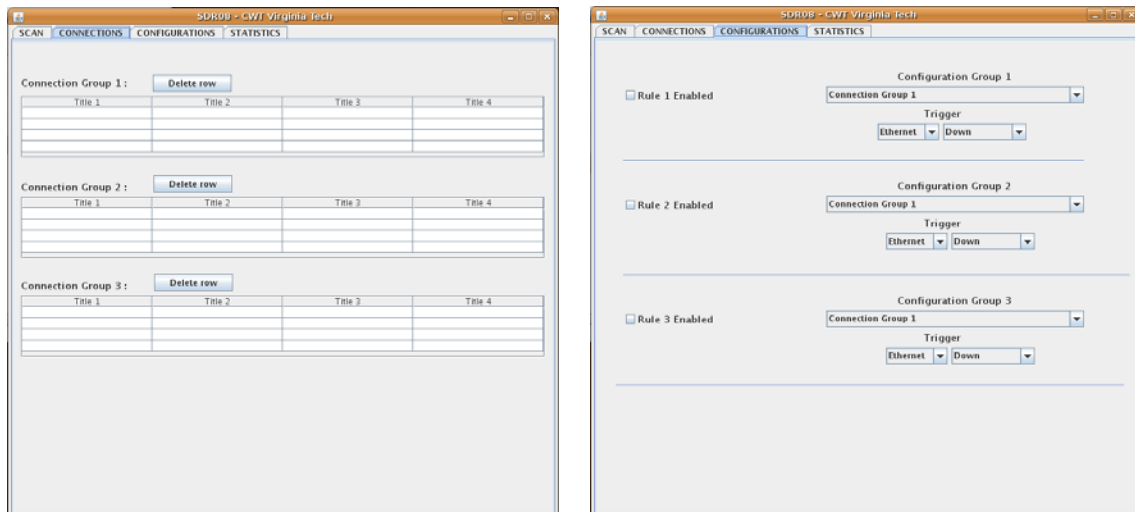 SDR08 - CWT Virginia Tech
SCAN CONNECTIONS CONFIGURATIONS STATISTICS
Connection Group 1 : Delete row
Title 1 Title 2 Title 3 Title 4
Connection Group 2 : Delete row
Title 1 Title 2 Title 3 Title 4
Connection Group 3 : Delete row
Title 1 Title 2 Title 3 Title 4
SDR08 - CWT Virginia Tech
SCAN CONNECTIONS CONFIGURATIONS STATISTICS
Configuration Group 1
Rule 1 Enabled Connection Group 1
Trigger
Ethernet Down
Configuration Group 2
Rule 2 Enabled Connection Group 1
Trigger
Ethernet Down
Configuration Group 3
Rule 3 Enabled Connection Group 1
Trigger
Ethernet Down